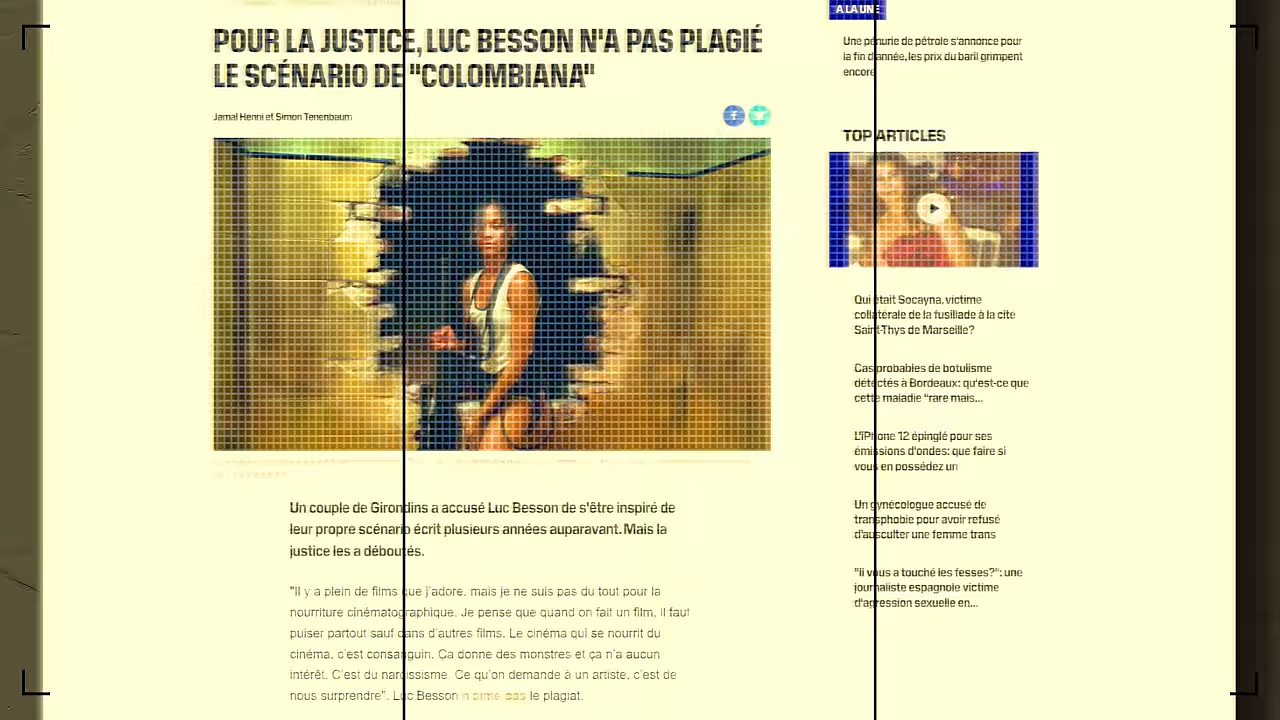 POUR LA JUSTICE, LUC BESSON N'A PAS PLAGIÉ
LE SCÉNARIO DE "COLOMBIANA"
Jamal Henni et Simon Tenenbaum
Un couple de Girondins a accusé Luc Besson de s'être inspiré de
leur propre scénario écrit plusieurs années auparavant. Mais la
justice les a déboutés.
"Il y a plein de films que j'adore, mais je ne suis pas du tout pour la
nourriture cinématographique. Je pense que quand on fait un film, il faut
puiser partout sauf dans d'autres films. Le cinéma qui se nourrit du
cinéma, c'est consanguin. Ca donne des monstres et ça n'a aucun
intérêt. C'est du narcissisme. Ce qu'on demande à un artiste, c'est de
nous surprendre". Luc Besson n'aime pas le plagiat.
A LA UNE
Une pénurie de pétrole s'annonce pour
la fin d'année, les prix du baril grimpent
encore
TOP ARTICLES
Qui était Socayna, victime
collatérale de la fusillade à la cité
Saint-Thys de Marseille?
Cas probables de botulisme
détectés à Bordeaux: qu'est-ce que
cette maladie "rare mais...
L'iPhone 12 épinglé pour ses
émissions d'ondes: que faire si
vous en possédez un
Un gynécologue accusé de
transphobie pour avoir refusé
d'ausculter une femme trans
"Il vous a touché les fesses?": une
journaliste espagnole victime
d'agression sexuelle en...